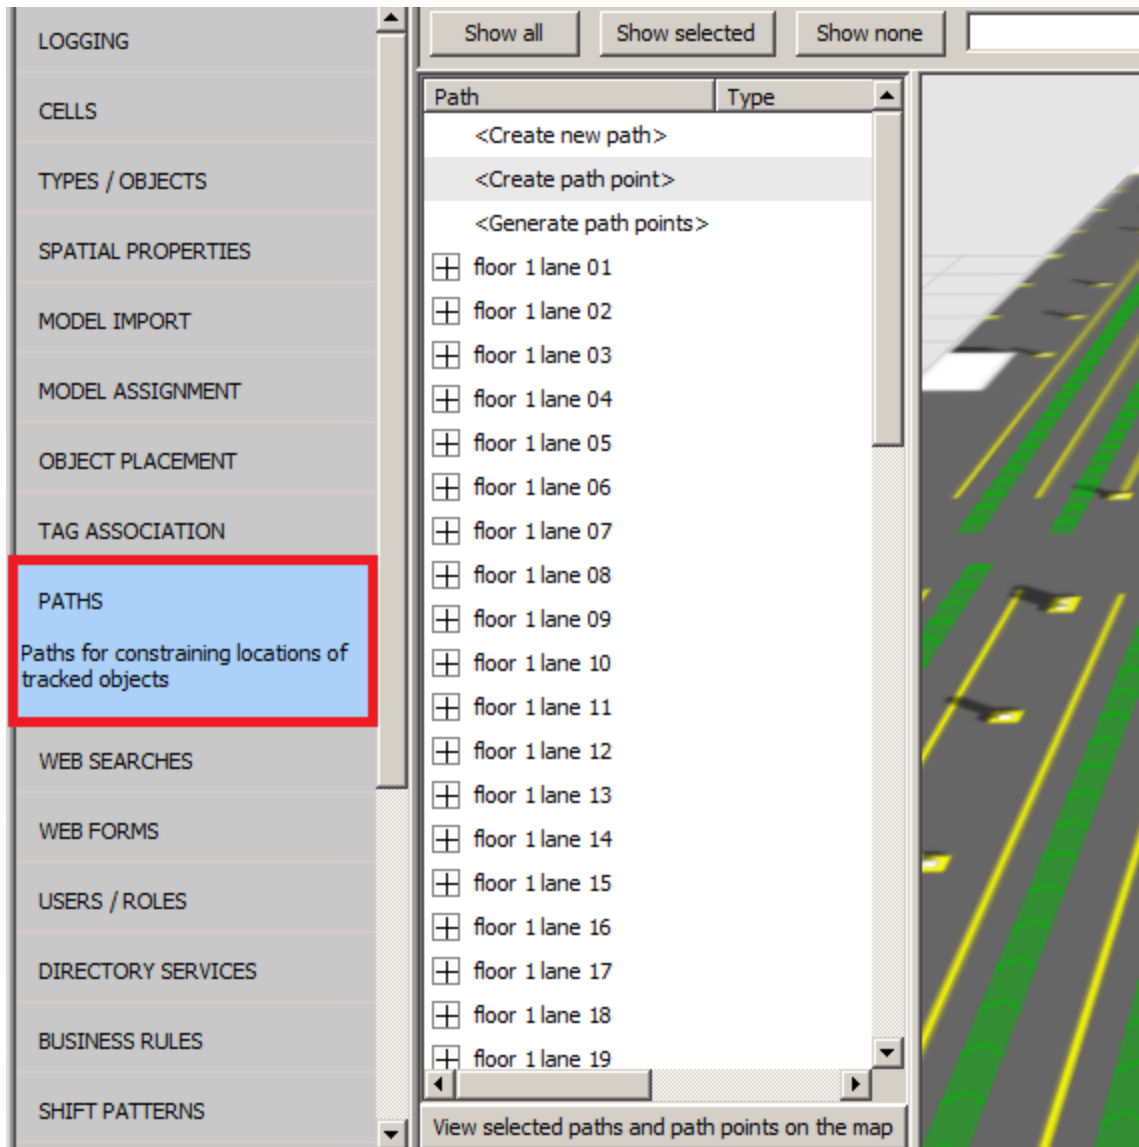 LOGGING
CELLS
TYPES / OBJECTS
SPATIAL PROPERTIES
MODEL IMPORT
MODEL ASSIGNMENT
OBJECT PLACEMENT
TAG ASSOCIATION
PATHS
Paths for constraining locations of
tracked objects
WEB SEARCHES
WEB FORMS
USERS / ROLES
DIRECTORY SERVICES
BUSINESS RULES
SHIFT PATTERNS
Show all Show selected Show none
Path Type
<Create new path>
<Create path point>
<Generate path points>
floor 1 lane 01
floor 1 lane 02
floor 1 lane 03
floor 1 lane 04
floor 1 lane 05
floor 1 lane 06
floor 1 lane 07
floor 1 lane 08
floor 1 lane 09
floor 1 lane 10
floor 1 lane 11
floor 1 lane 12
floor 1 lane 13
floor 1 lane 14
floor 1 lane 15
floor 1 lane 16
floor 1 lane 17
floor 1 lane 18
floor 1 lane 19
View selected paths and path points on the map